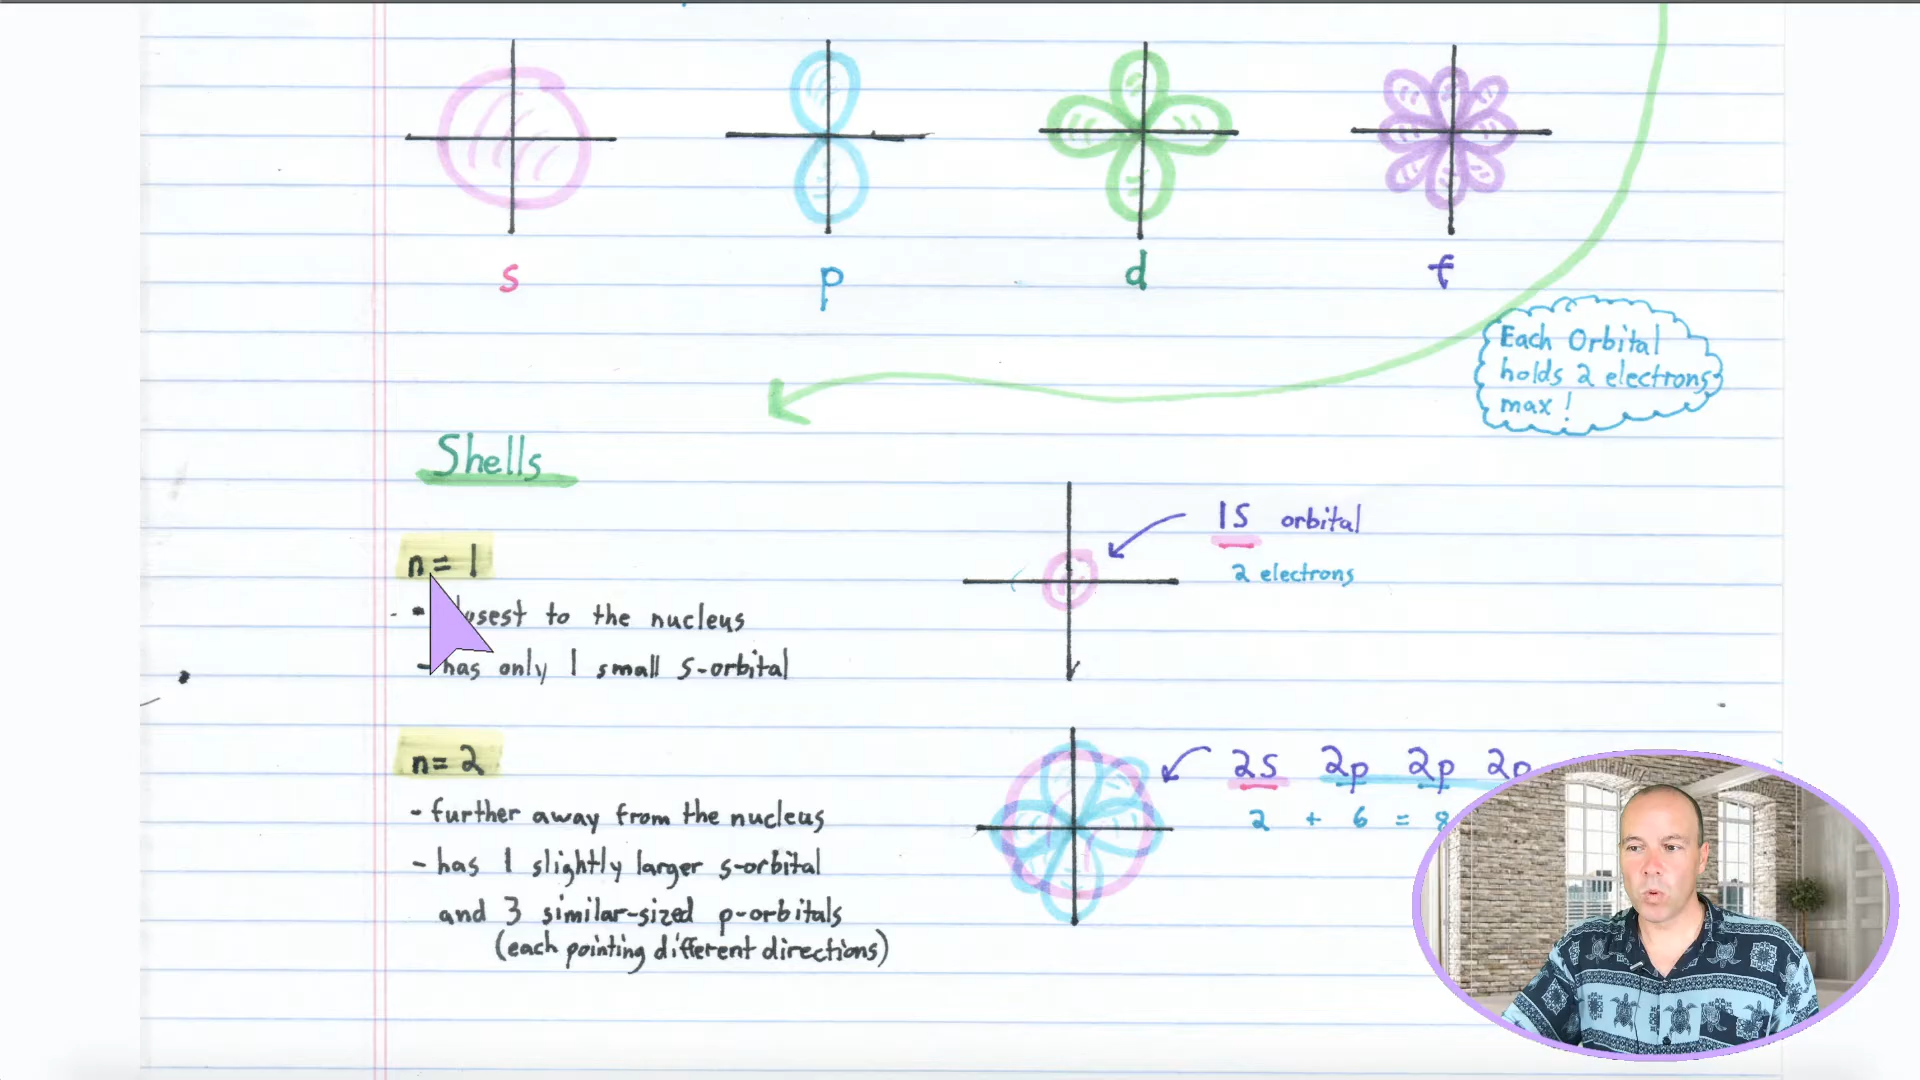 s p d f
Each Orbital
holds 2 electrons
max!
Shells
n = 1
to the nucleus
- has only 1 small s-orbital
1S orbital
2 electrons
n = 2
- further away from the nucleus
- has 1 slightly larger s-orbital
and 3 similar-sized p-orbitals
(each pointing different directions)
2S 2p 2p 2p
2 + 6 = 8